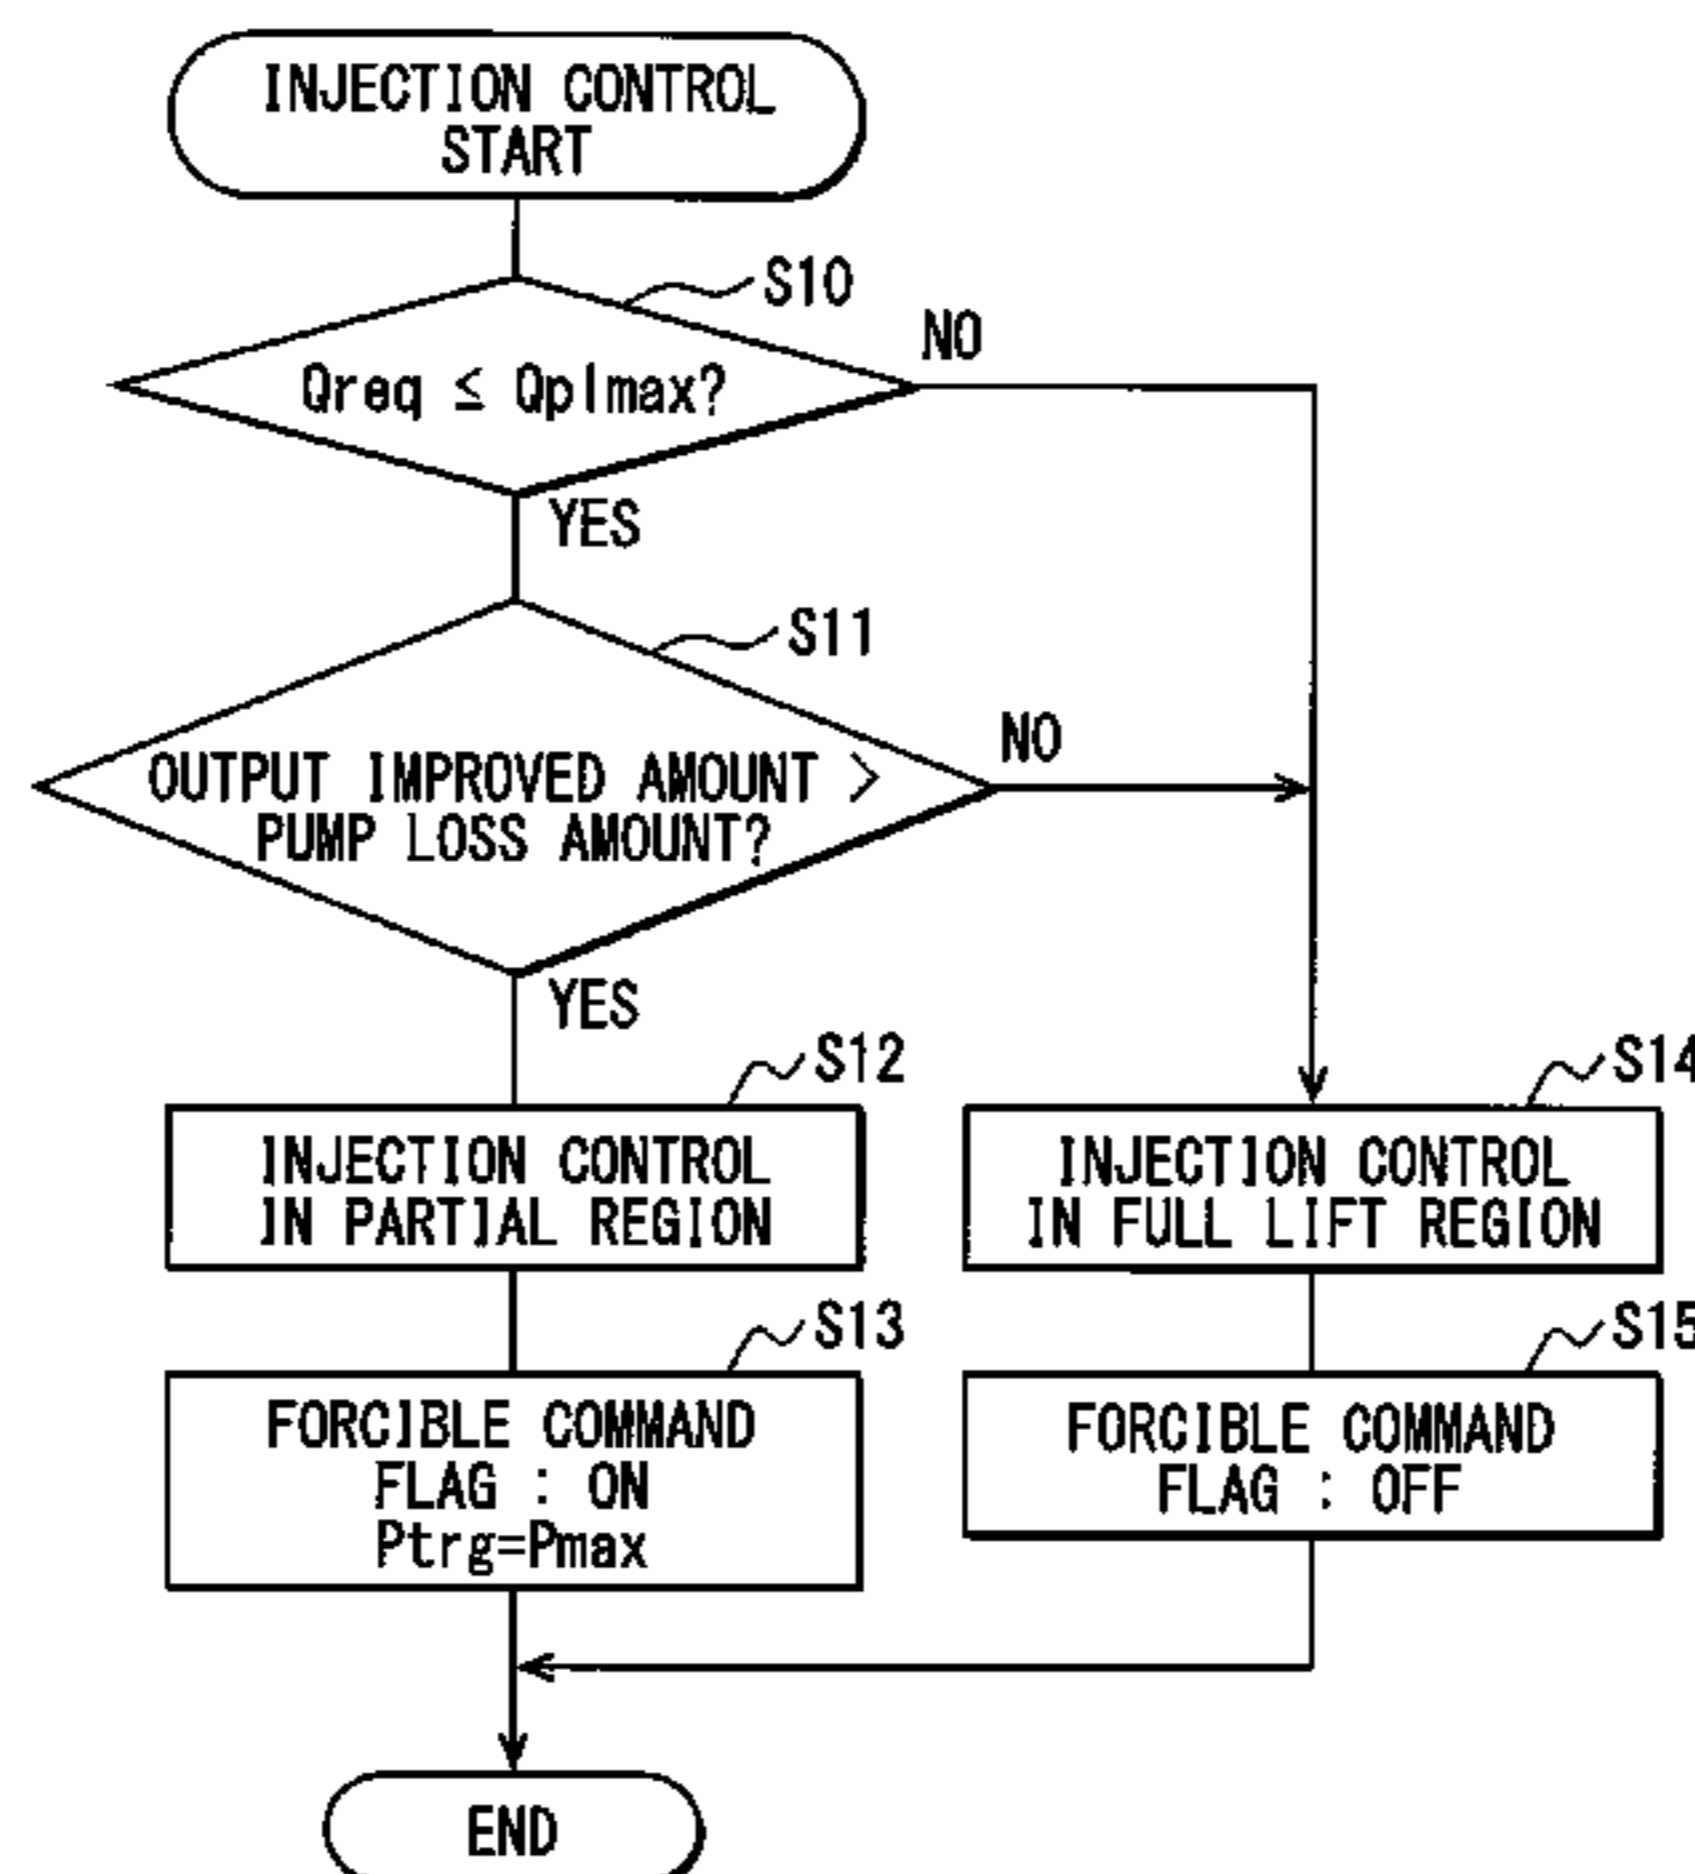 INJECTION CONTROL
START
S10
NO
Qreq ≤ Qplmax?
YES
S11
NO
OUTPUT IMPROVED AMOUNT >
PUMP LOSS AMOUNT?
YES
S12
S14
INJECTION CONTROL
IN PARTIAL REGION
INJECTION CONTROL
IN FULL LIFT REGION
S13
S15
FORCIBLE COMMAND
FLAG : ON
Ptrg=Pmax
FORCIBLE COMMAND
FLAG : OFF
END